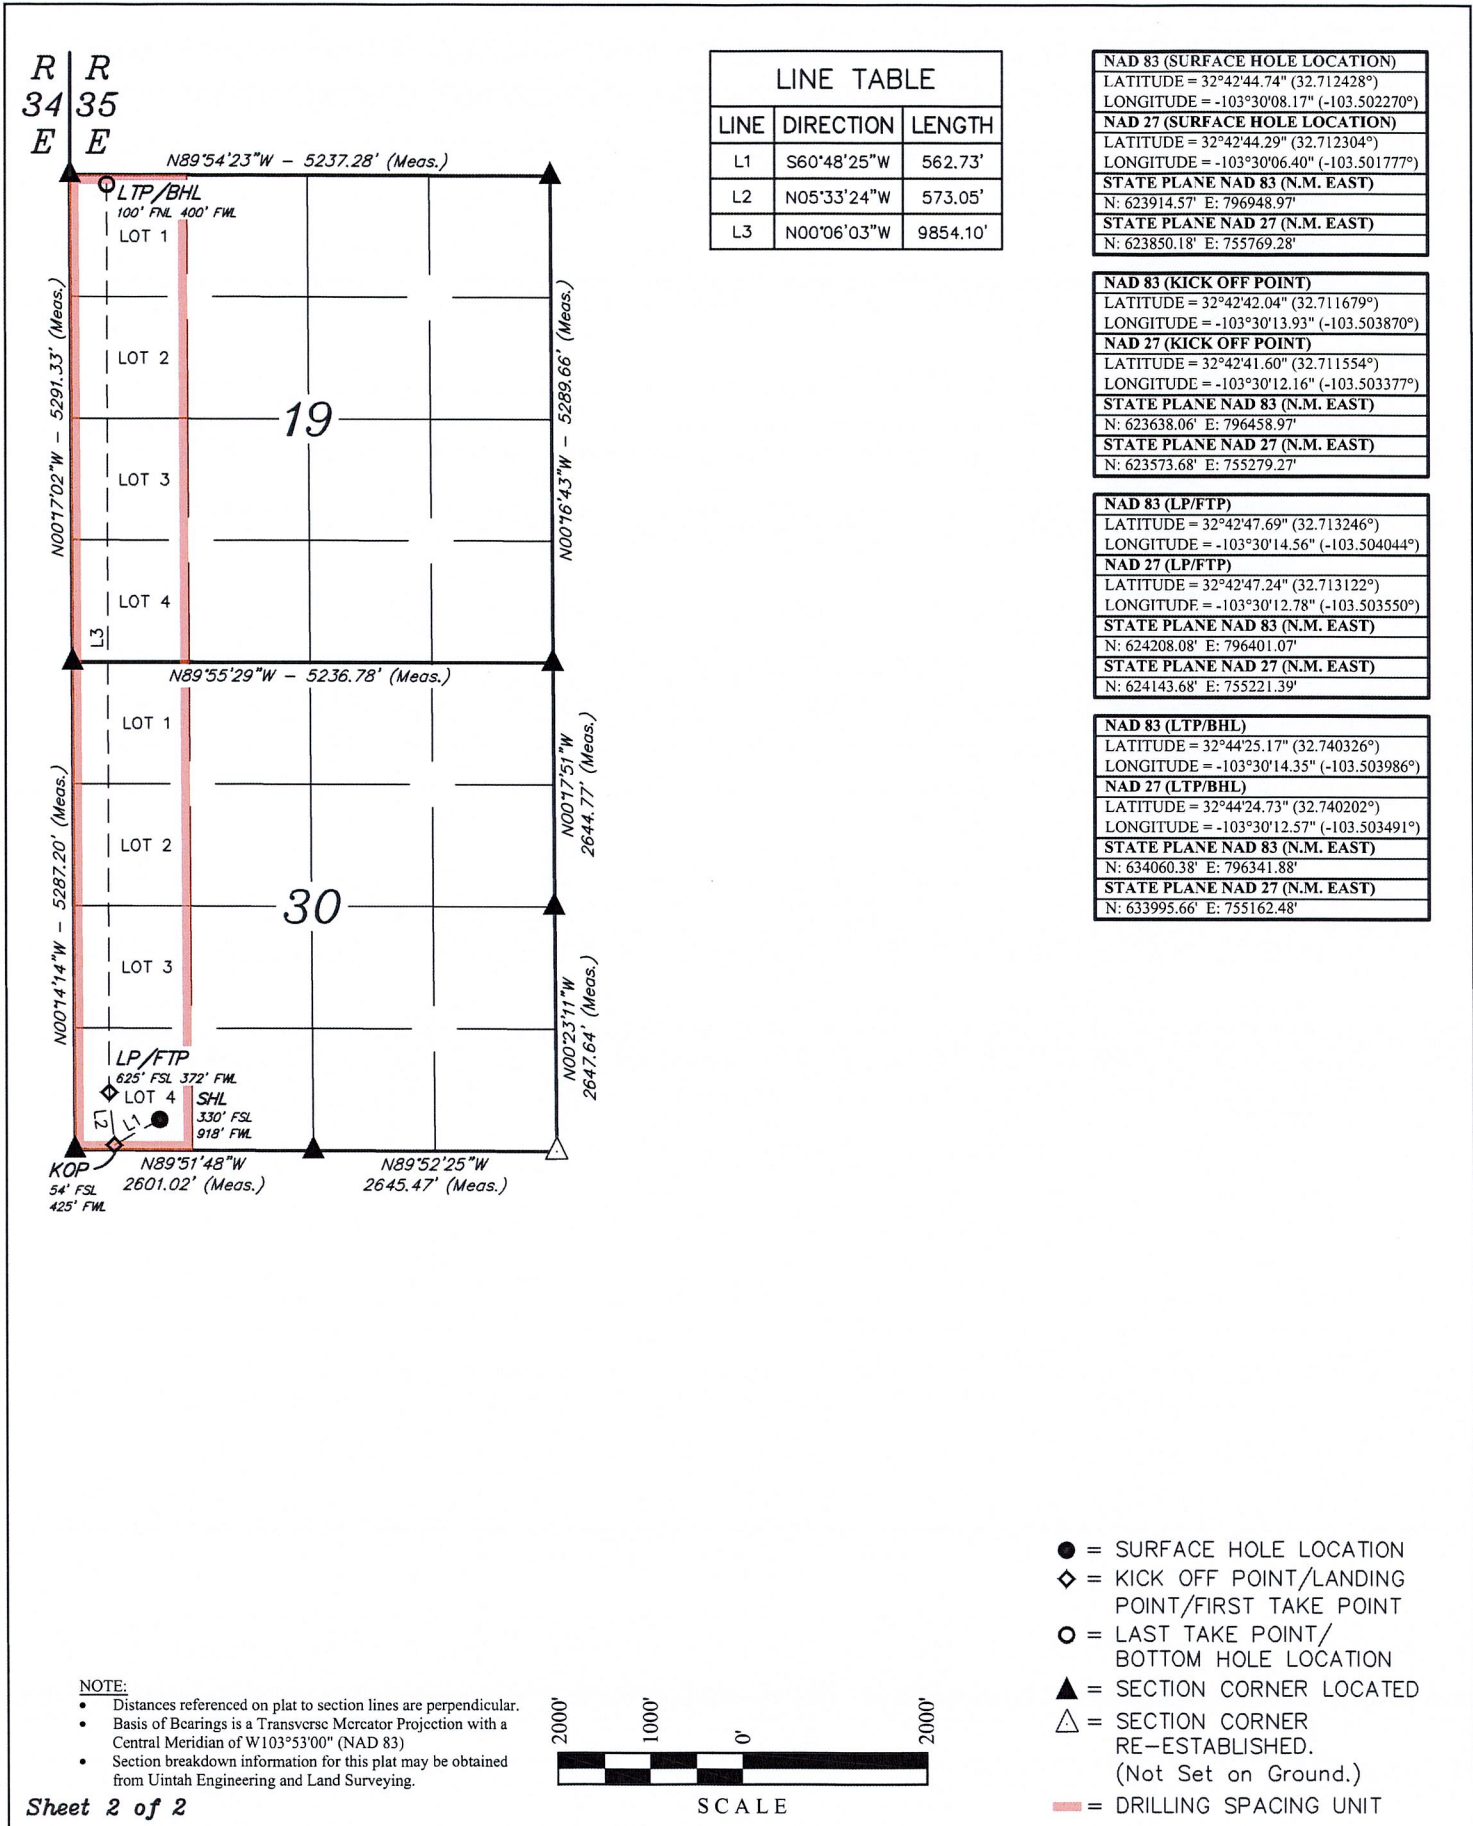 R R
34 35
E E
N89°54'23"W - 5237.28' (Meas.)
LTP/BHL
100' FNL 400' FWL
LOT 1
LOT 2
19
LOT 3
LOT 4
L3
N00°17'02"W - 5291.33' (Meas.)
N00°16'43"W - 5289.66' (Meas.)
N89°55'29"W - 5236.78' (Meas.)
LOT 1
LOT 2
30
LOT 3
N00°14'14"W - 5287.20' (Meas.)
N00°17'51"W
2644.77' (Meas.)
N00°23'11"W
2647.64' (Meas.)
LP/FTP
625' FSL 372' FWL
LOT 4
SHL
330' FSL
918' FWL
L2
L1
KOP
54' FSL
425' FWL
N89°51'48"W
2601.02' (Meas.)
N89°52'25"W
2645.47' (Meas.)
LINE TABLE
LINE DIRECTION LENGTH
L1 S60°48'25"W 562.73'
L2 N05°33'24"W 573.05'
L3 N00°06'03"W 9854.10'
NAD 83 (SURFACE HOLE LOCATION)
LATITUDE = 32°42'44.74" (32.712428°)
LONGITUDE = -103°30'08.17" (-103.502270°)
NAD 27 (SURFACE HOLE LOCATION)
LATITUDE = 32°42'44.29" (32.712304°)
LONGITUDE = -103°30'06.40" (-103.501777°)
STATE PLANE NAD 83 (N.M. EAST)
N: 623914.57' E: 796948.97'
STATE PLANE NAD 27 (N.M. EAST)
N: 623850.18' E: 755769.28'
NAD 83 (KICK OFF POINT)
LATITUDE = 32°42'42.04" (32.711679°)
LONGITUDE = -103°30'13.93" (-103.503870°)
NAD 27 (KICK OFF POINT)
LATITUDE = 32°42'41.60" (32.711554°)
LONGITUDE = -103°30'12.16" (-103.503377°)
STATE PLANE NAD 83 (N.M. EAST)
N: 623638.06' E: 796458.97'
STATE PLANE NAD 27 (N.M. EAST)
N: 623573.68' E: 755279.27'
NAD 83 (LP/FTP)
LATITUDE = 32°42'47.69" (32.713246°)
LONGITUDE = -103°30'14.56" (-103.504044°)
NAD 27 (LP/FTP)
LATITUDE = 32°42'47.24" (32.713122°)
LONGITUDE = -103°30'12.78" (-103.503550°)
STATE PLANE NAD 83 (N.M. EAST)
N: 624208.08' E: 796401.07'
STATE PLANE NAD 27 (N.M. EAST)
N: 624143.68' E: 755221.39'
NAD 83 (LTP/BHL)
LATITUDE = 32°44'25.17" (32.740326°)
LONGITUDE = -103°30'14.35" (-103.503986°)
NAD 27 (LTP/BHL)
LATITUDE = 32°44'24.73" (32.740202°)
LONGITUDE = -103°30'12.57" (-103.503491°)
STATE PLANE NAD 83 (N.M. EAST)
N: 634060.38' E: 796341.88'
STATE PLANE NAD 27 (N.M. EAST)
N: 633995.66' E: 755162.48'
= SURFACE HOLE LOCATION
= KICK OFF POINT/LANDING
POINT/FIRST TAKE POINT
= LAST TAKE POINT/
BOTTOM HOLE LOCATION
= SECTION CORNER LOCATED
= SECTION CORNER
RE-ESTABLISHED.
(Not Set on Ground.)
= DRILLING SPACING UNIT
NOTE:
• Distances referenced on plat to section lines are perpendicular.
• Basis of Bearings is a Transverse Mercator Projection with a
Central Meridian of W103°53'00" (NAD 83)
• Section breakdown information for this plat may be obtained
from Uintah Engineering and Land Surveying.
Sheet 2 of 2
2000' 1000' 0' 2000'
SCALE